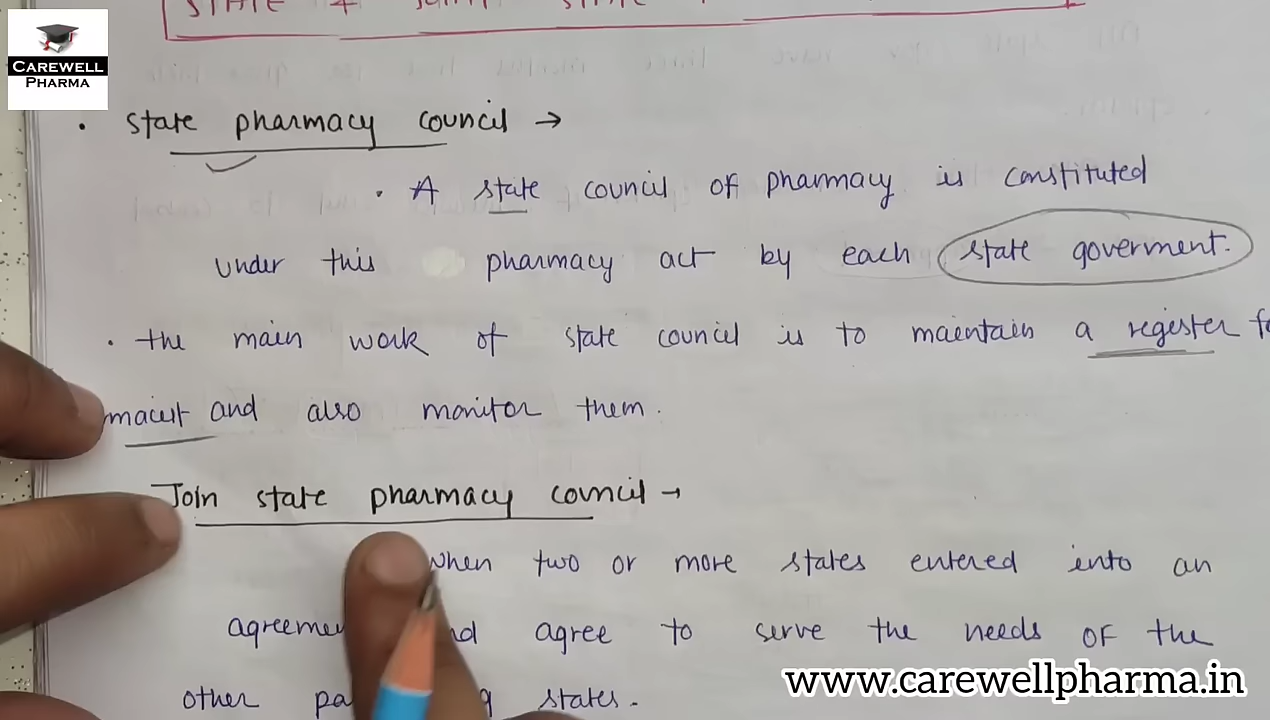 CAREWELL
PHARMA
• state pharmacy council →
• A state council of pharmacy is constituted
under this pharmacy act by each state goverment.
• the main work of state council is to maintain a register
macist and also monitor them.
Join state pharmacy council →
when two or more states entered into an
agree to serve the needs of the
other states.
www.carewellpharma.in